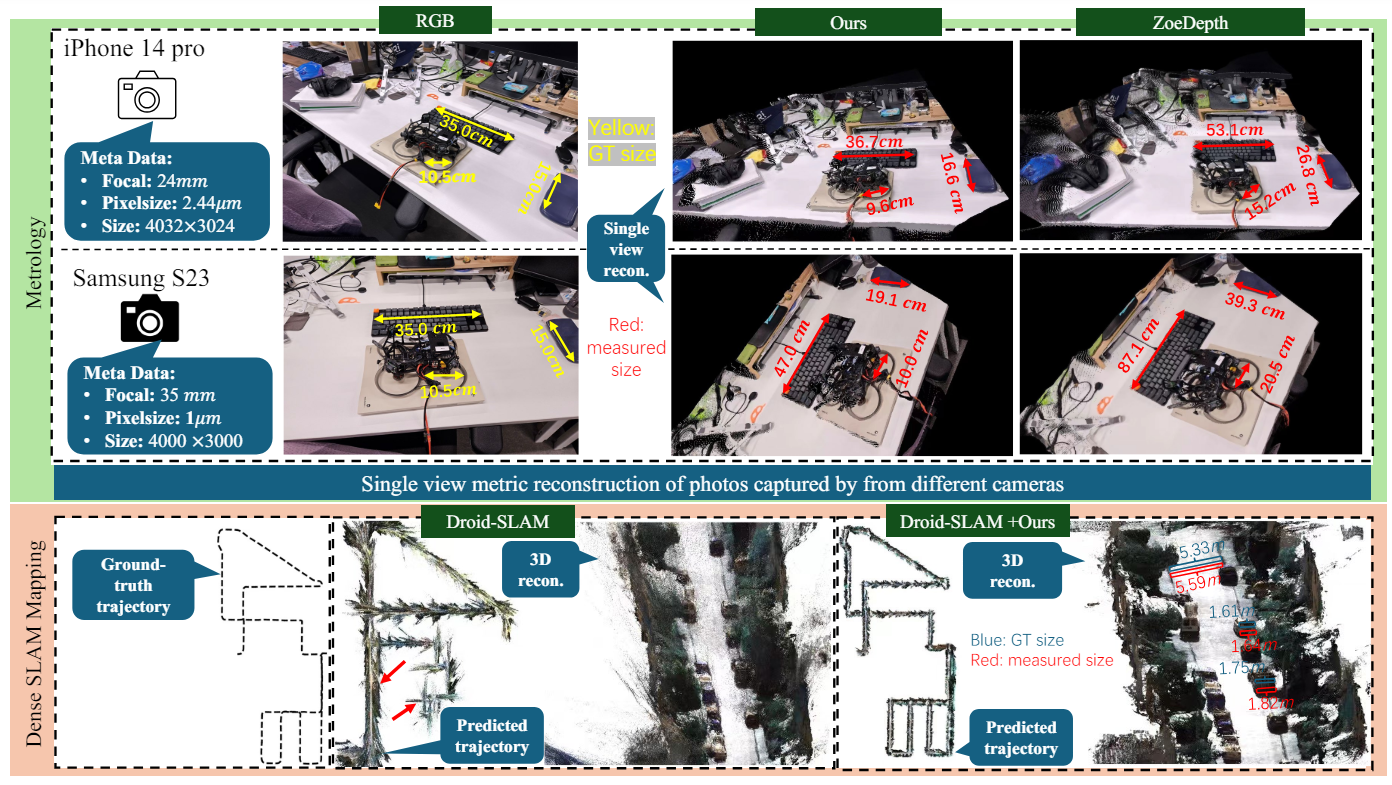 RGB
Ours
ZoeDepth
Metrology
iPhone 14 pro
Meta Data:
• Focal: 24mm
• Pixelsize: 2.44μm
• Size: 4032×3024
35.0cm
10.5cm
15.0cm
Yellow:
GT size
Single
view
recon.
36.7cm
16.6 cm
9.6cm
53.1cm
26.8 cm
15.2cm
Samsung S23
Meta Data:
• Focal: 35 mm
• Pixelsize: 1μm
• Size: 4000 ×3000
35.0 cm
10.5cm
15.0cm
Red:
measured
size
19.1 cm
47.0 cm
10.0 cm
39.3 cm
87.1 cm
20.5 cm
Single view metric reconstruction of photos captured by from different cameras
Dense SLAM Mapping
Ground-
truth
trajectory
Droid-SLAM
3D
recon.
Predicted
trajectory
Droid-SLAM +Ours
3D
recon.
Blue: GT size
Red: measured size
Predicted
trajectory
5.33m
5.59m
1.61m
1.64m
1.75m
1.82m